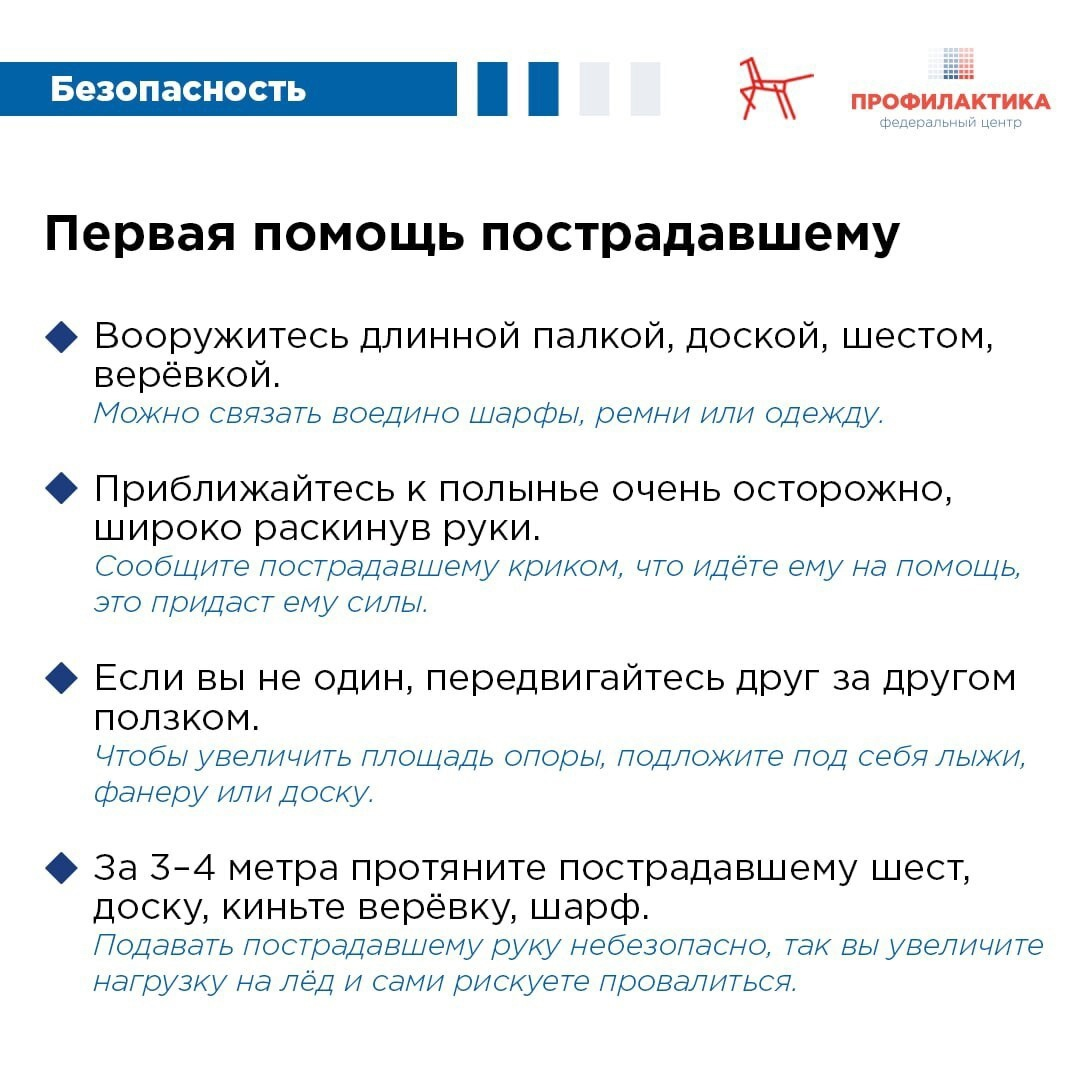 Безопасность
ПРОФИЛАКТИКА
федеральный центр
Первая помощь пострадавшему
Вооружитесь длинной палкой, доской, шестом,
верёвкой.
Можно связать воедино шарфы, ремни или одежду.
Приближайтесь к полынье очень осторожно,
широко раскинув руки.
Сообщите пострадавшему криком, что идёте ему на помощь,
это придаст ему силы.
Если вы не один, передвигайтесь друг за другом
ползком.
Чтобы увеличить площадь опоры, подложите под себя лыжи,
фанеру или доску.
За 3–4 метра протяните пострадавшему шест,
доску, киньте верёвку, шарф.
Подавать пострадавшему руку небезопасно, так вы увеличите
нагрузку на лёд и сами рискуете провалиться.